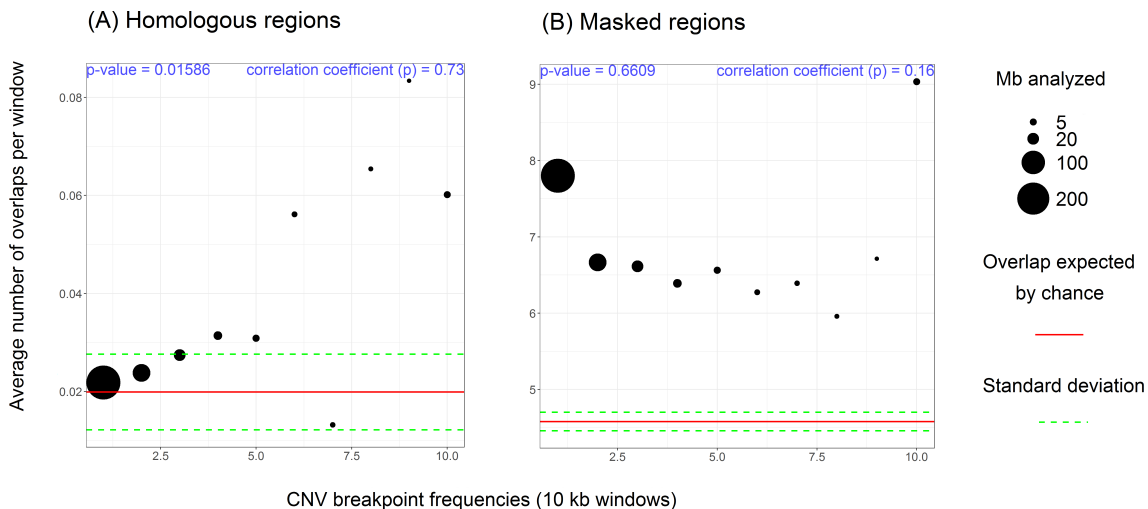 (A) Homologous regions
(B) Masked regions
p-value = 0.01586
correlation coefficient (p) = 0.73
p-value = 0.6609
correlation coefficient (p) = 0.16
Average number of overlaps per window
0.08
0.06
0.04
0.02
2.5
5.0
7.5
10.0
9
8
7
6
5
2.5
5.0
7.5
10.0
CNV breakpoint frequencies (10 kb windows)
Mb analyzed
5
20
100
200
Overlap expected
by chance
Standard deviation